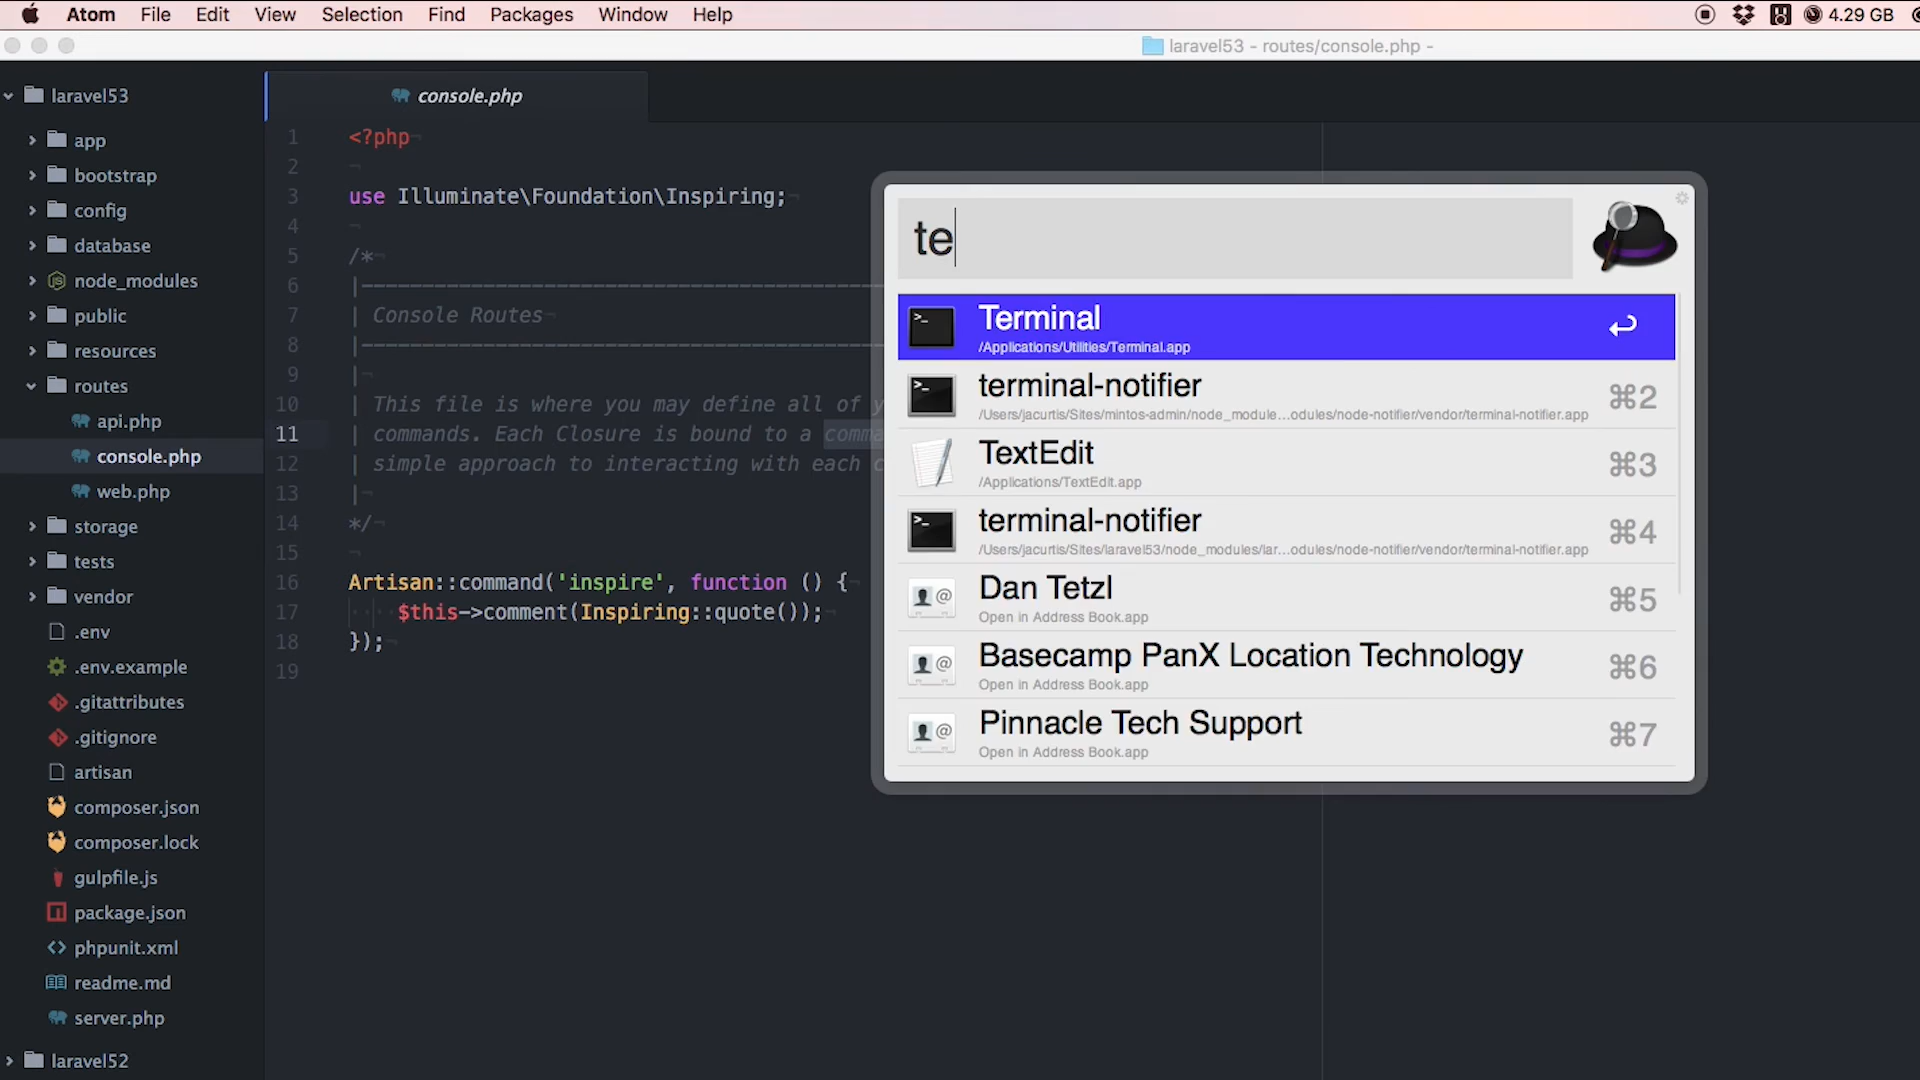 Atom File Edit View Selection Find Packages Window Help
4.29 GB
laravel53 - routes/console.php -
laravel53
app
bootstrap
config
database
node_modules
public
resources
routes
api.php
console.php
web.php
storage
tests
vendor
.env
.env.example
.gitattributes
.gitignore
artisan
composer.json
composer.lock
gulpfile.js
package.json
phpunit.xml
readme.md
server.php
laravel52
console.php
1 <?php¬
2 ¬
3 use Illuminate\Foundation\Inspiring;¬
4 ¬
5 /*¬
6 |--------------------------------------------
7 | Console Routes¬
8 |--------------------------------------------
9 |¬
10 | This file is where you may define all of y
11 | commands. Each Closure is bound to a comma
12 | simple approach to interacting with each c
13 |¬
14 */¬
15 ¬
16 Artisan::command('inspire', function () {¬
17 $this->comment(Inspiring::quote());¬
18 });¬
19
te
Terminal
/Applications/Utilities/Terminal.app
terminal-notifier ⌘2
/Users/jacurtis/Sites/mintos-admin/node_module...odules/node-notifier/vendor/terminal-notifier.app
TextEdit ⌘3
/Applications/TextEdit.app
terminal-notifier ⌘4
/Users/jacurtis/Sites/laravel53/node_modules/lar...odules/node-notifier/vendor/terminal-notifier.app
Dan Tetzl ⌘5
Open in Address Book.app
Basecamp PanX Location Technology ⌘6
Open in Address Book.app
Pinnacle Tech Support ⌘7
Open in Address Book.app